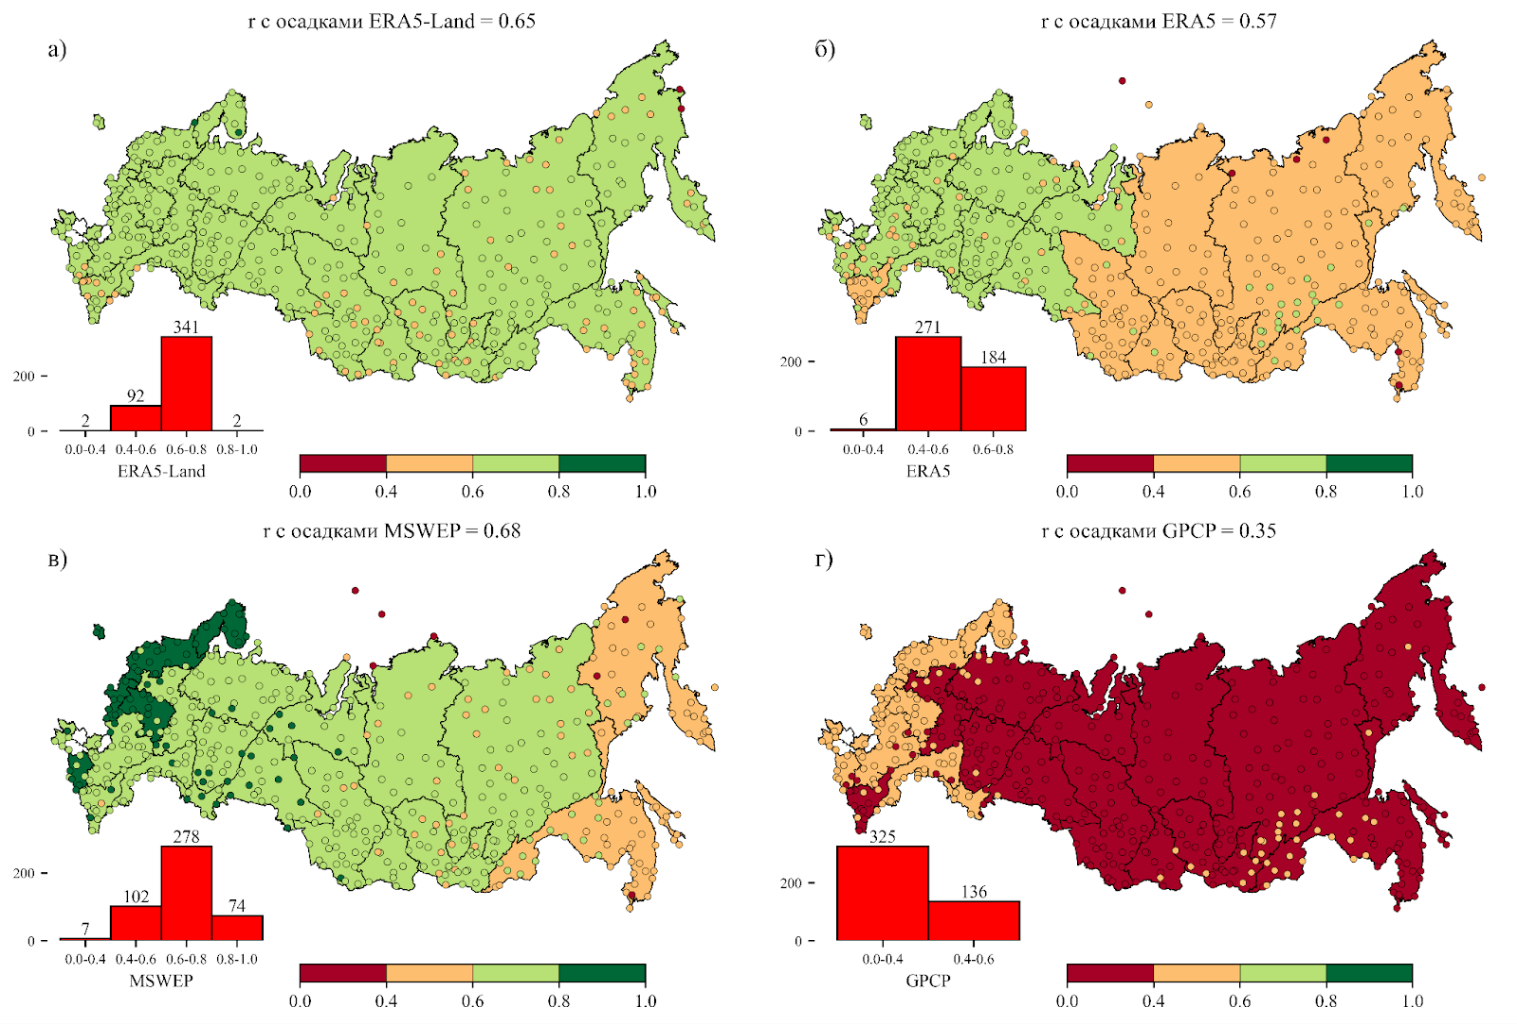 r с осадками ERA5-Land = 0.65
а)
341
92
2
2
200
0
0.0-0.4 0.4-0.6 0.6-0.8 0.8-1.0
ERA5-Land
0.0 0.4 0.6 0.8 1.0
r с осадками ERA5 = 0.57
б)
271
184
6
200
0
0.0-0.4 0.4-0.6 0.6-0.8
ERA5
0.0 0.4 0.6 0.8 1.0
r с осадками MSWEP = 0.68
в)
278
102
74
7
200
0
0.0-0.4 0.4-0.6 0.6-0.8 0.8-1.0
MSWEP
0.0 0.4 0.6 0.8 1.0
r с осадками GPCP = 0.35
г)
325
136
200
0
0.0-0.4 0.4-0.6
GPCP
0.0 0.4 0.6 0.8 1.0